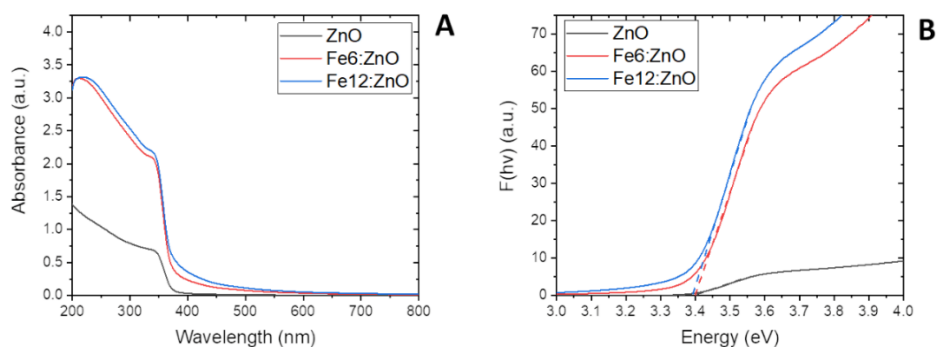 A
ZnO
Fe6:ZnO
Fe12:ZnO
Absorbance (a.u.)
4.0
3.5
3.0
2.5
2.0
1.5
1.0
0.5
0.0
200 300 400 500 600 700 800
Wavelength (nm)
B
ZnO
Fe6:ZnO
Fe12:ZnO
F(hν) (a.u.)
70
60
50
40
30
20
10
0
3.0 3.1 3.2 3.3 3.4 3.5 3.6 3.7 3.8 3.9 4.0
Energy (eV)